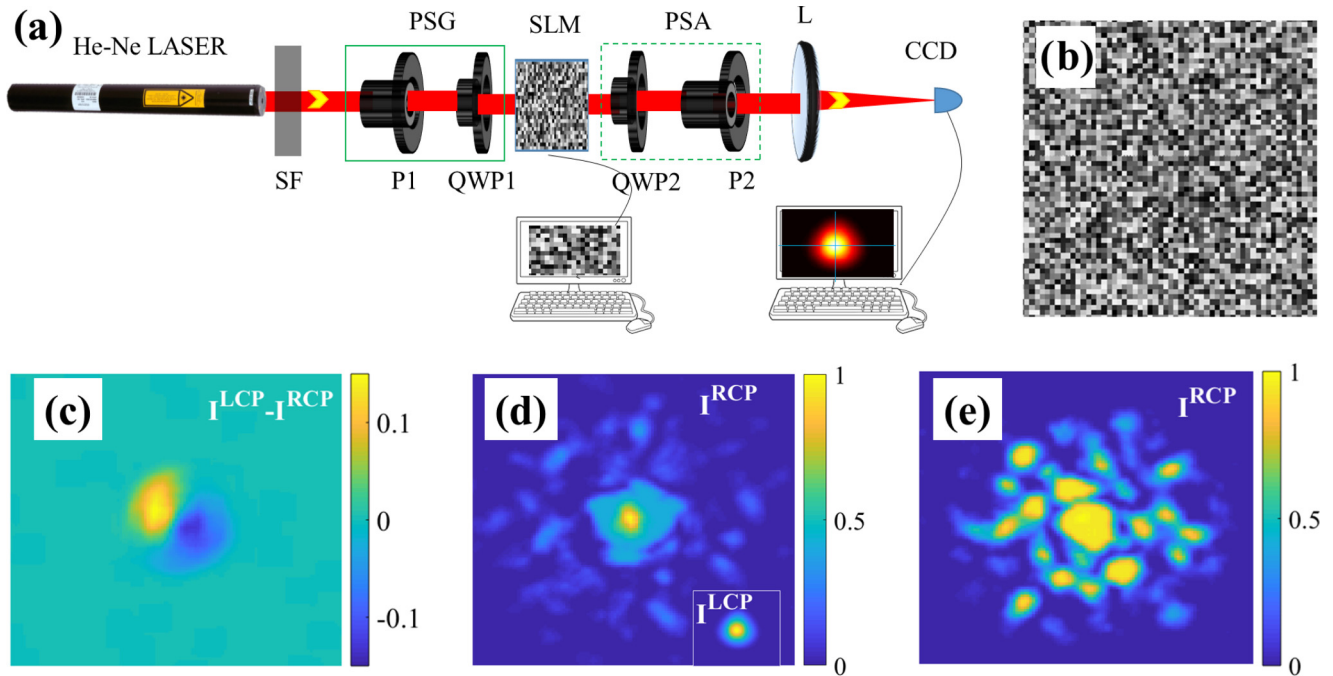 (a)
He-Ne LASER
PSG
SLM
PSA
L
CCD
SF
P1
QWP1
QWP2
P2
(b)
(c)
I^LCP-I^RCP
0.1
0
-0.1
(d)
I^RCP
I^LCP
1
0.5
0
(e)
I^RCP
1
0.5
0